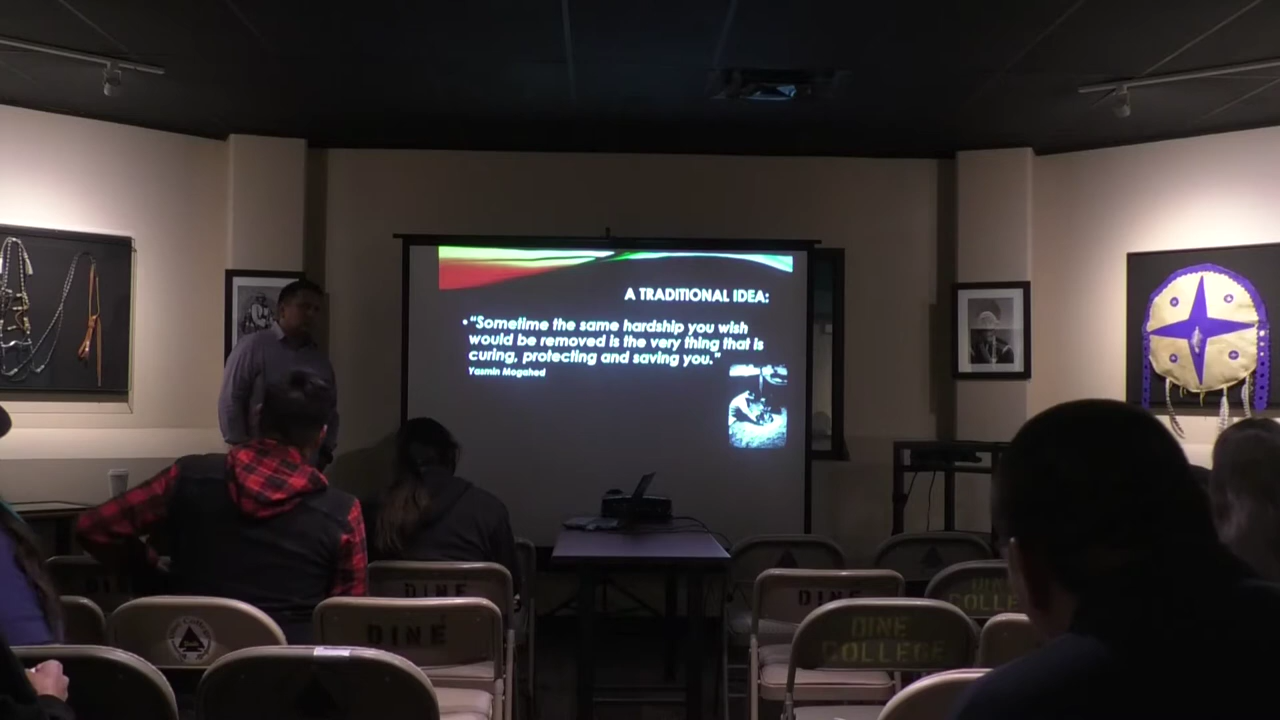 A TRADITIONAL IDEA:
• “Sometime the same hardship you wish
would be removed is the very thing that is
curing, protecting and saving you.”
Yasmin Mogahed
DINE
DINE
DINE
DINE
COLLEGE
DINE
COLLEGE